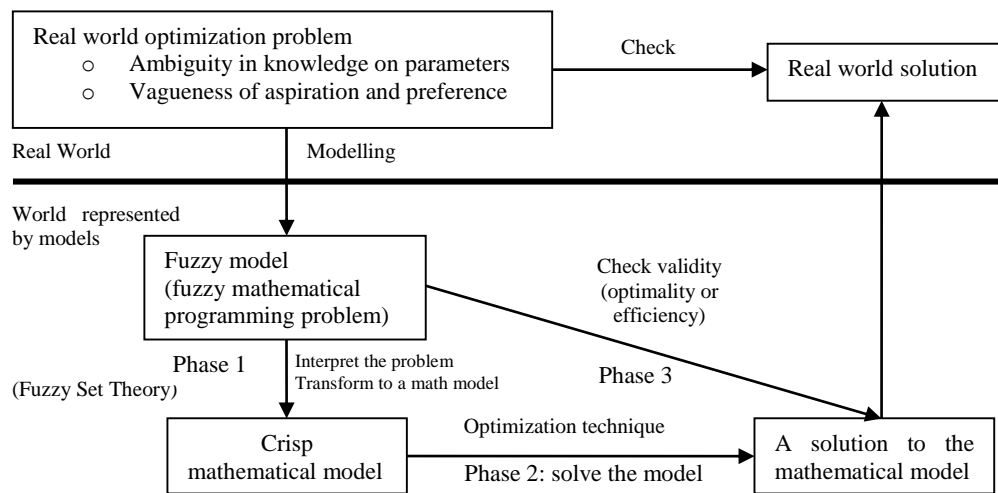 Real world optimization problem
o Ambiguity in knowledge on parameters
o Vagueness of aspiration and preference
Check
Real world solution
Real World
Modelling
World represented
by models
Fuzzy model
(fuzzy mathematical
programming problem)
Check validity
(optimality or
efficiency)
Phase 1
Interpret the problem
Transform to a math model
Phase 3
(Fuzzy Set Theory)
Crisp
mathematical model
Optimization technique
Phase 2: solve the model
A solution to the
mathematical model